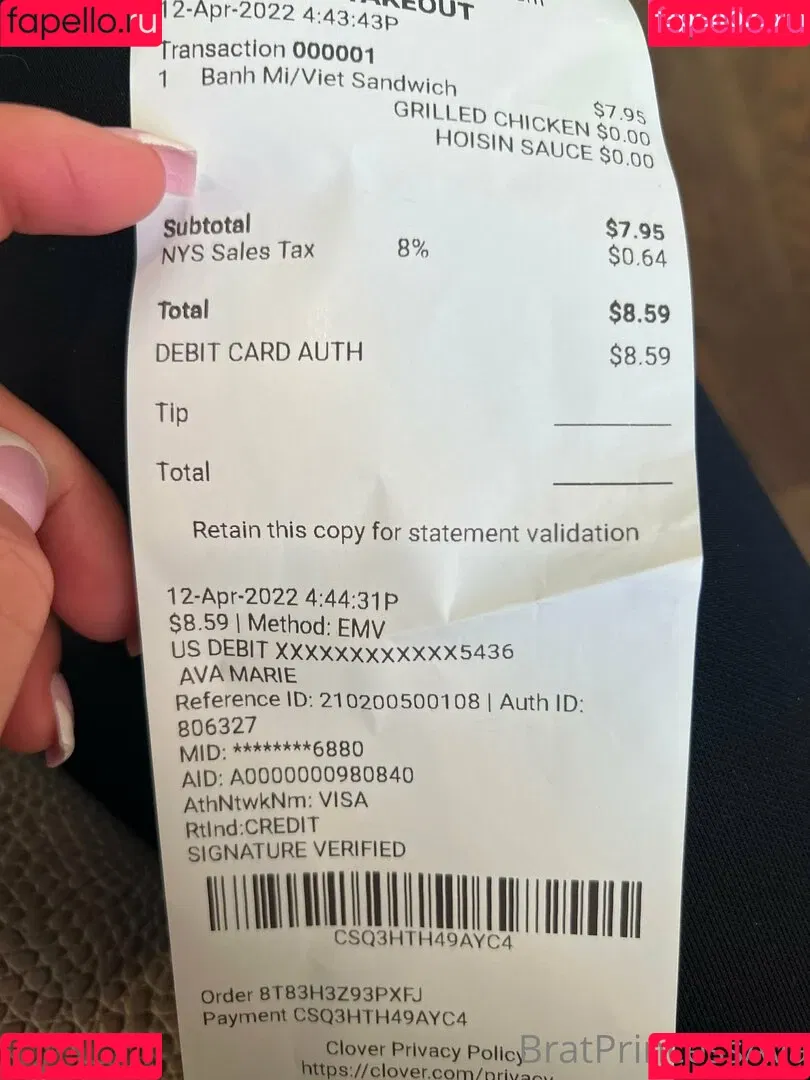 fapello.ru
fapello.ru
12-Apr-2022 4:43:43P
Transaction 000001
1 Banh Mi/Viet Sandwich
$7.95
GRILLED CHICKEN $0.00
HOISIN SAUCE $0.00
Subtotal $7.95
NYS Sales Tax 8% $0.64
Total $8.59
DEBIT CARD AUTH $8.59
Tip
Total
Retain this copy for statement validation
12-Apr-2022 4:44:31P
$8.59 | Method: EMV
US DEBIT XXXXXXXXXXXX5436
AVA MARIE
Reference ID: 210200500108 | Auth ID:
806327
MID: ********6880
AID: A0000000980840
AthNtwkNm: VISA
RtInd:CREDIT
SIGNATURE VERIFIED
CSQ3HTH49AYC4
Order 8T83H3Z93PXFJ
Payment CSQ3HTH49AYC4
Clover Privacy Policy
https://clover.com/privacy
fapello.ru
fapello.ru